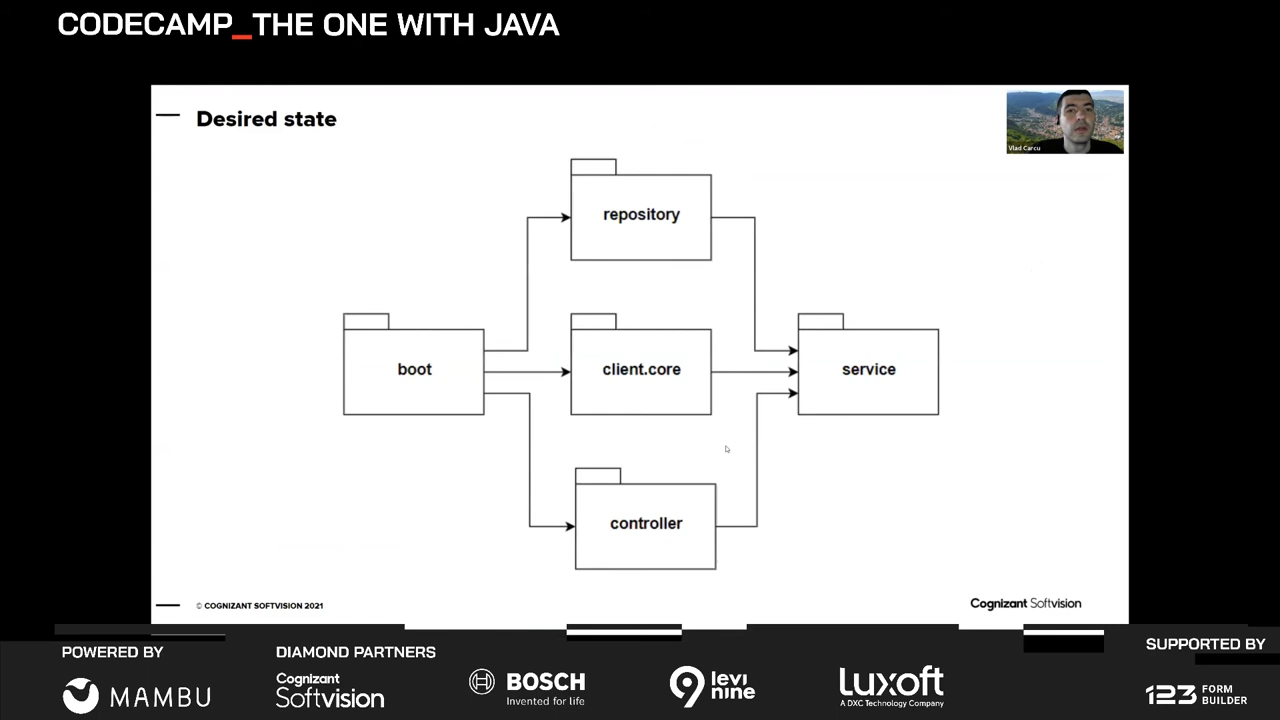 CODECAMP_THE ONE WITH JAVA
Desired state
Vlad Carcu
repository
boot
client.core
service
controller
© COGNIZANT SOFTVISION 2021
Cognizant Softvision
POWERED BY
MAMBU
DIAMOND PARTNERS
Cognizant
Softvision
BOSCH
Invented for life
9 levi
nine
Luxoft
A DXC Technology Company
SUPPORTED BY
123 FORM
BUILDER